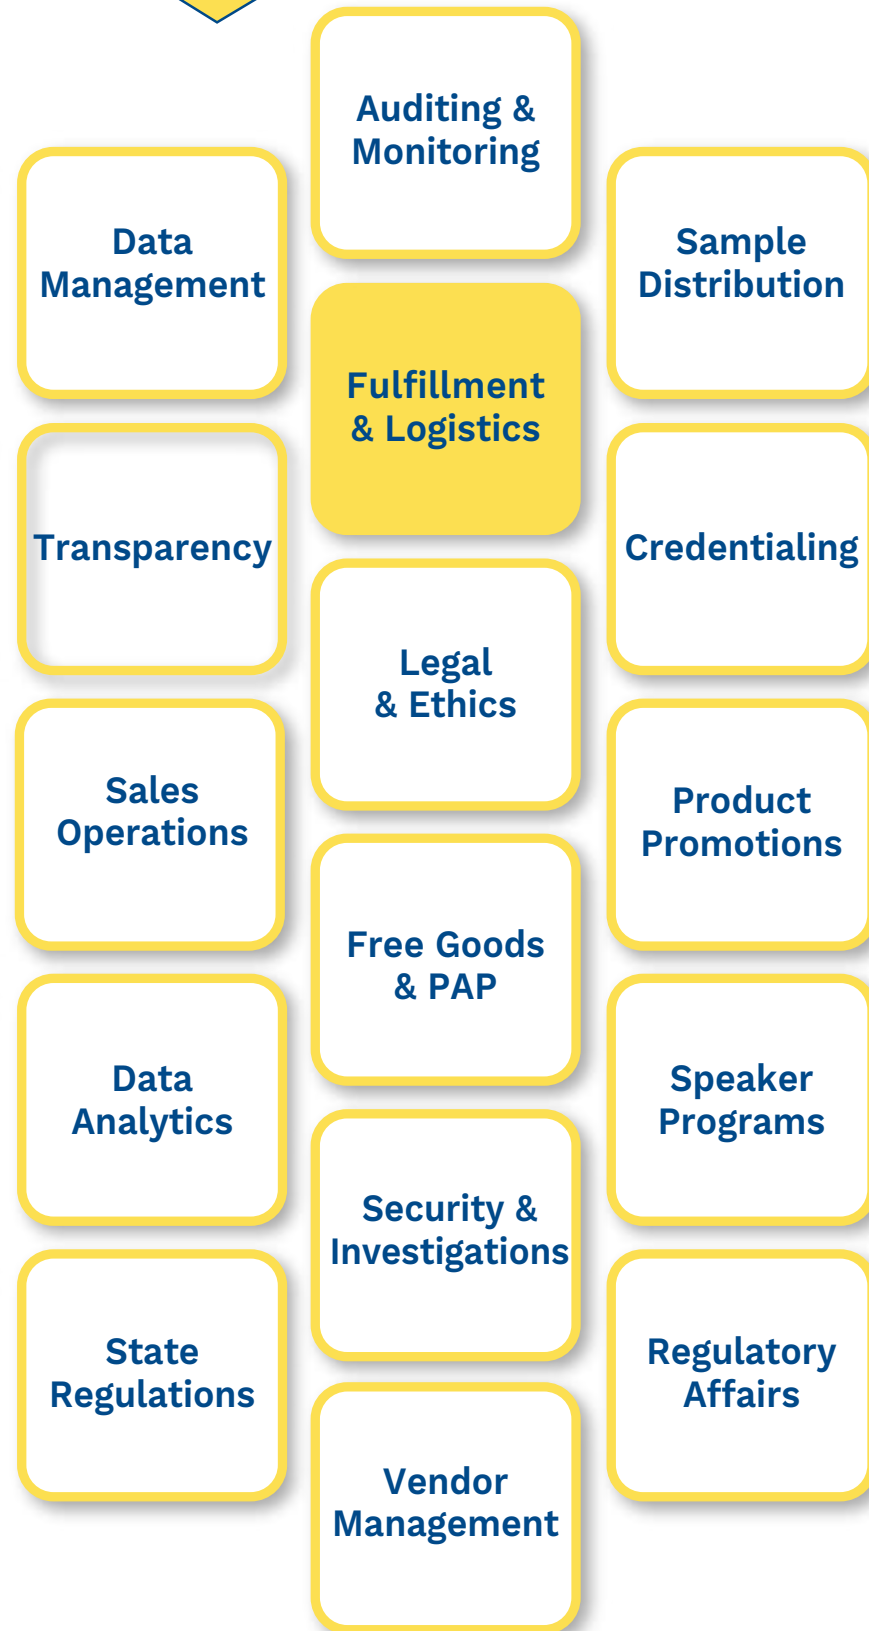 Auditing &
Monitoring
Data
Management
Sample
Distribution
Fulfillment
& Logistics
Transparency
Credentialing
Legal
& Ethics
Sales
Operations
Product
Promotions
Free Goods
& PAP
Data
Analytics
Speaker
Programs
Security &
Investigations
State
Regulations
Regulatory
Affairs
Vendor
Management